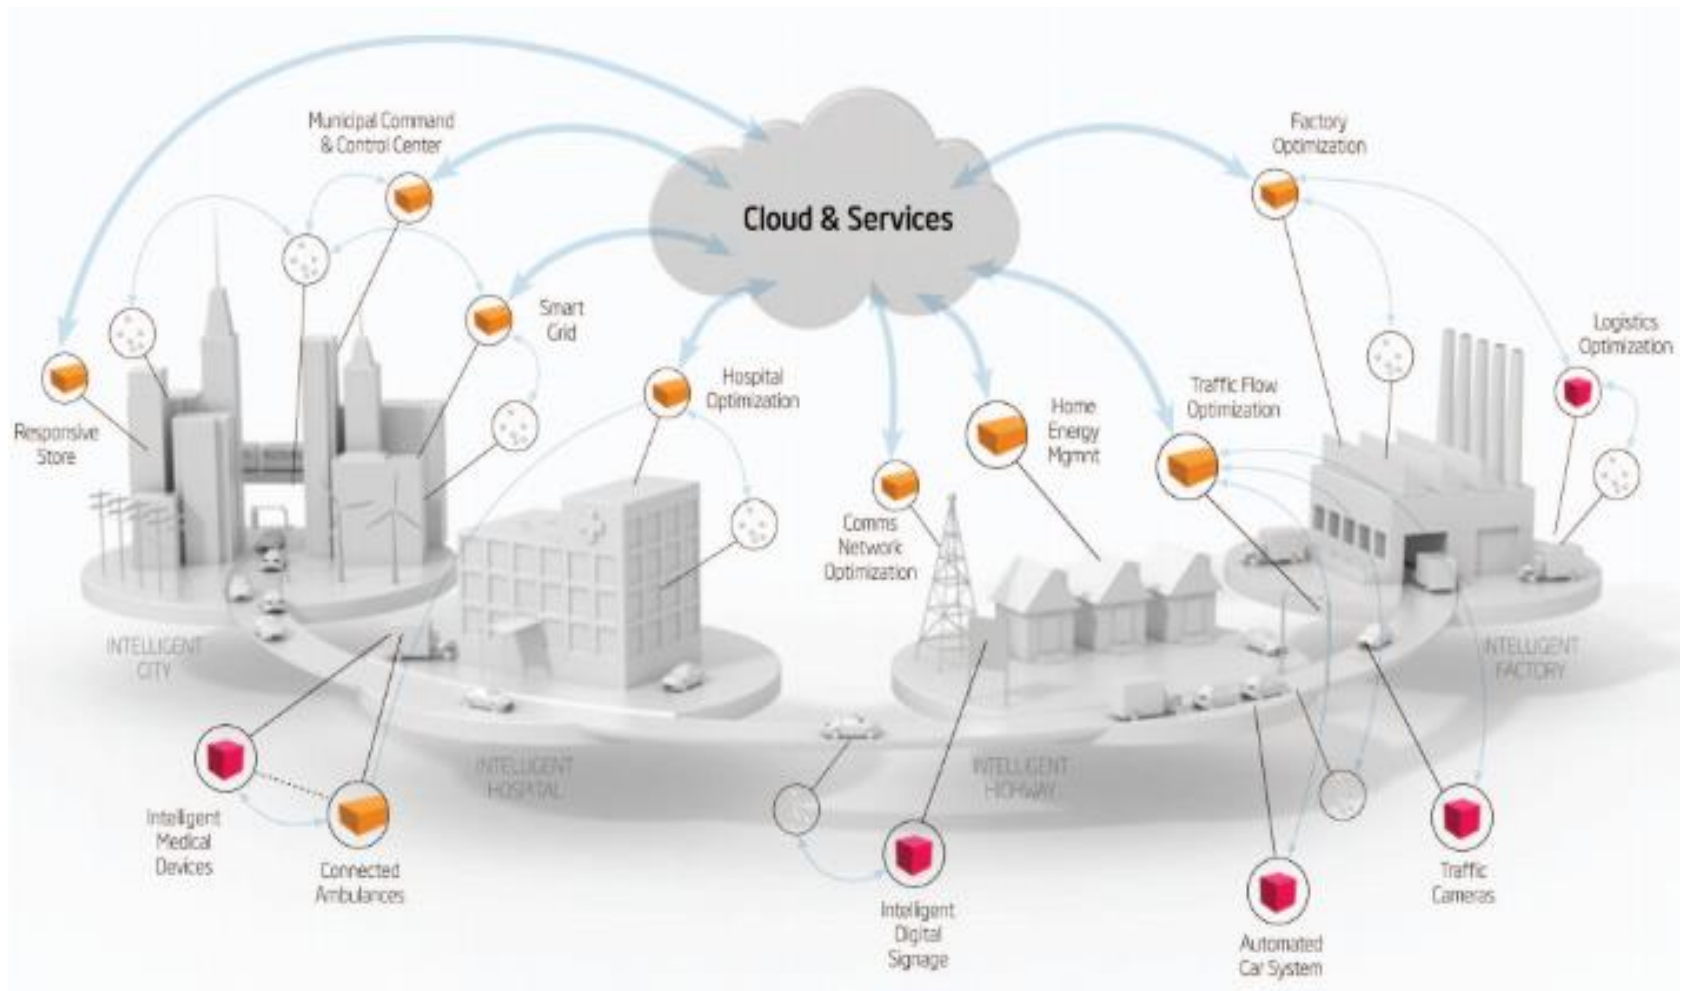 Municipal Command
& Control Center
Factory
Optimization
Cloud & Services
Smart
Grid
Logistics
Optimization
Hospital
Optimization
Traffic Flow
Optimization
Home
Energy
Mgmnt
Responsive
Store
Comms
Network
Optimization
INTELLIGENT
CITY
INTELLIGENT
FACTORY
INTELLIGENT
HOSPITAL
INTELLIGENT
HIGHWAY
Intelligent
Medical
Devices
Connected
Ambulances
Traffic
Cameras
Intelligent
Digital
Signage
Automated
Car System